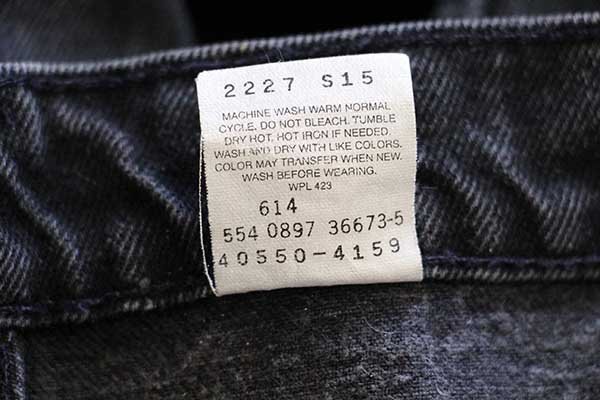 2227 S15
MACHINE WASH WARM NORMAL
CYCLE. DO NOT BLEACH. TUMBLE
DRY HOT. HOT IRON IF NEEDED.
WASH AND DRY WITH LIKE COLORS.
COLOR MAY TRANSFER WHEN NEW.
WASH BEFORE WEARING.
WPL 423
614
554 0897 36673-5
40550-4159